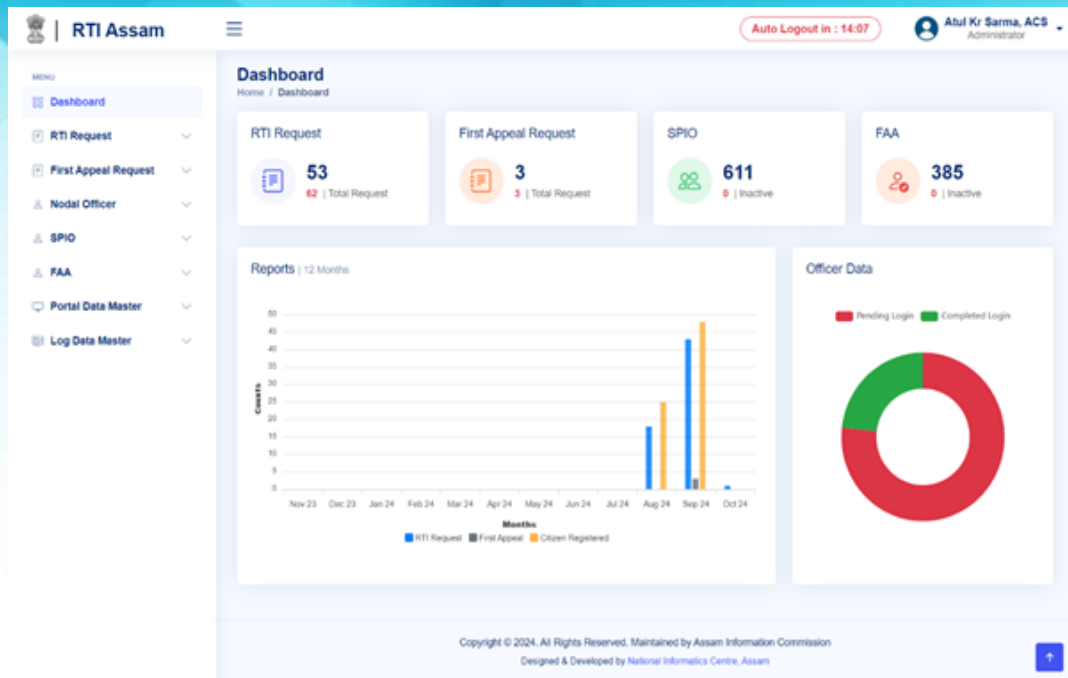 RTI Assam
Auto Logout in : 14:07
Atul Kr Sarma, ACS
Administrator
MENU
Dashboard
RTI Request
First Appeal Request
Nodal Officer
SPIO
FAA
Portal Data Master
Log Data Master
Dashboard
Home / Dashboard
RTI Request
53
62 | Total Request
First Appeal Request
3
3 | Total Request
SPIO
611
0 | Inactive
FAA
385
0 | Inactive
Reports | 12 Months
50
45
40
35
30
25
20
15
10
5
0
Counts
Nov 23 Dec 23 Jan 24 Feb 24 Mar 24 Apr 24 May 24 Jun 24 Jul 24 Aug 24 Sep 24 Oct 24
Months
RTI Request First Appeal Citizen Registered
Officer Data
Pending Login Completed Login
Copyright © 2024. All Rights Reserved. Maintained by Assam Information Commission
Designed & Developed by National Informatics Centre, Assam